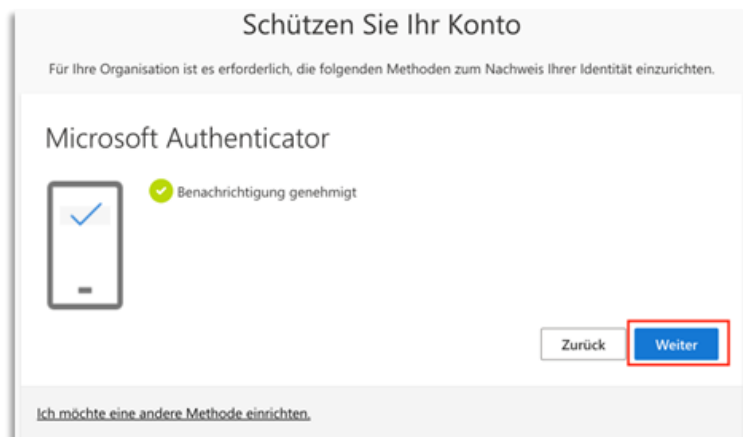 Schützen Sie Ihr Konto
Für Ihre Organisation ist es erforderlich, die folgenden Methoden zum Nachweis Ihrer Identität einzurichten.
Microsoft Authenticator
Benachrichtigung genehmigt
Zurück
Weiter
Ich möchte eine andere Methode einrichten.